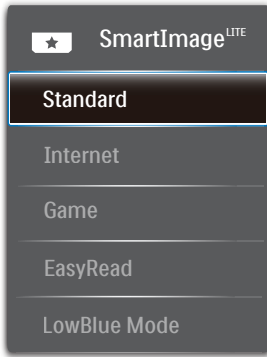 SmartImage LITE
Standard
Internet
Game
EasyRead
LowBlue Mode